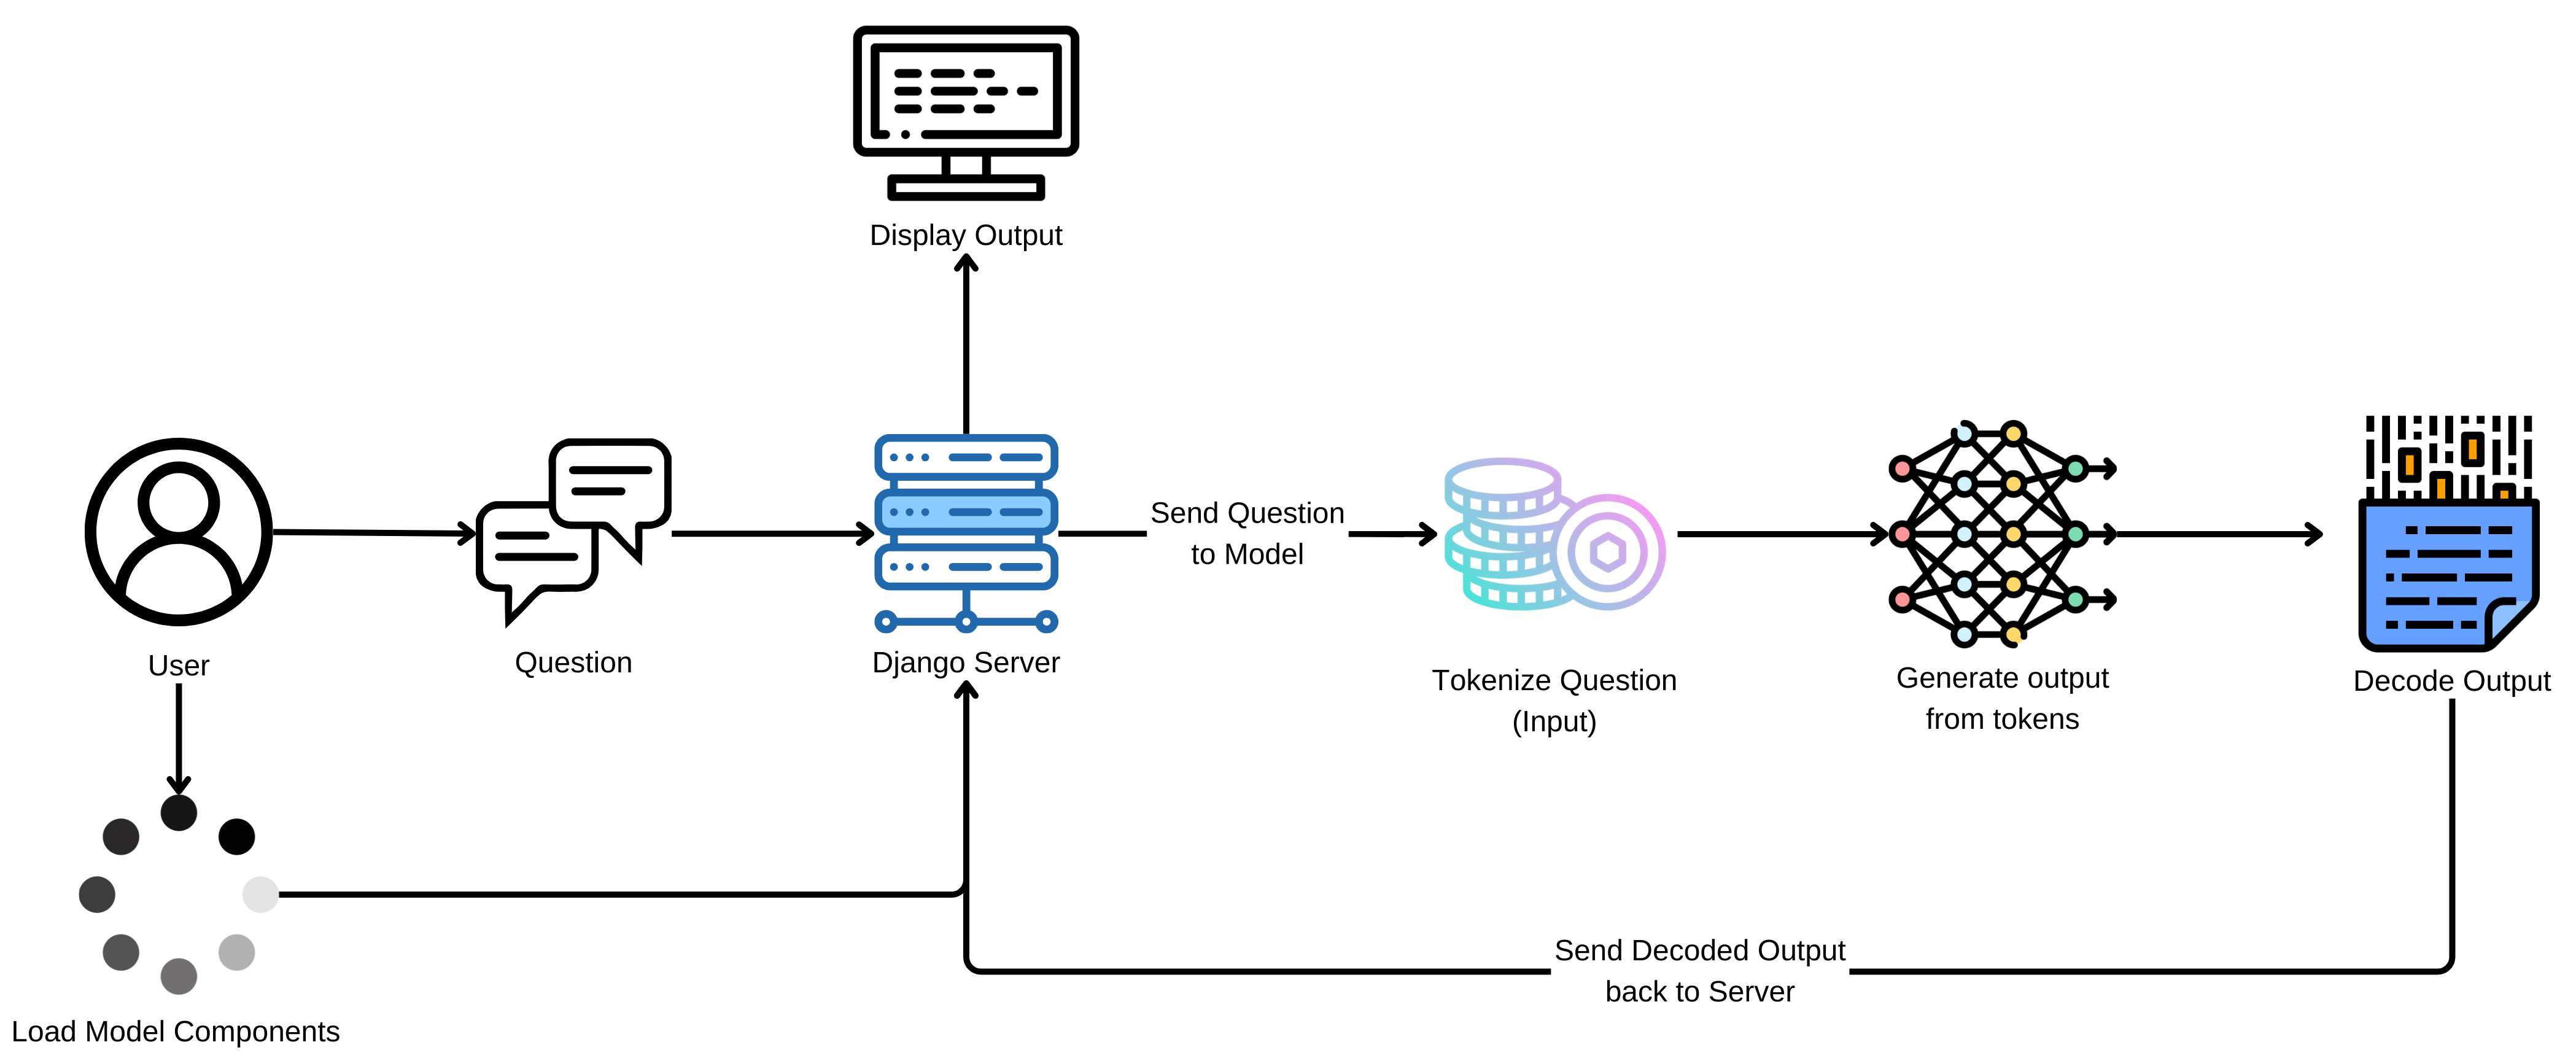 Display Output
Send Question
to Model
User
Question
Django Server
Tokenize Question
(Input)
Generate output
from tokens
Decode Output
Send Decoded Output
back to Server
Load Model Components